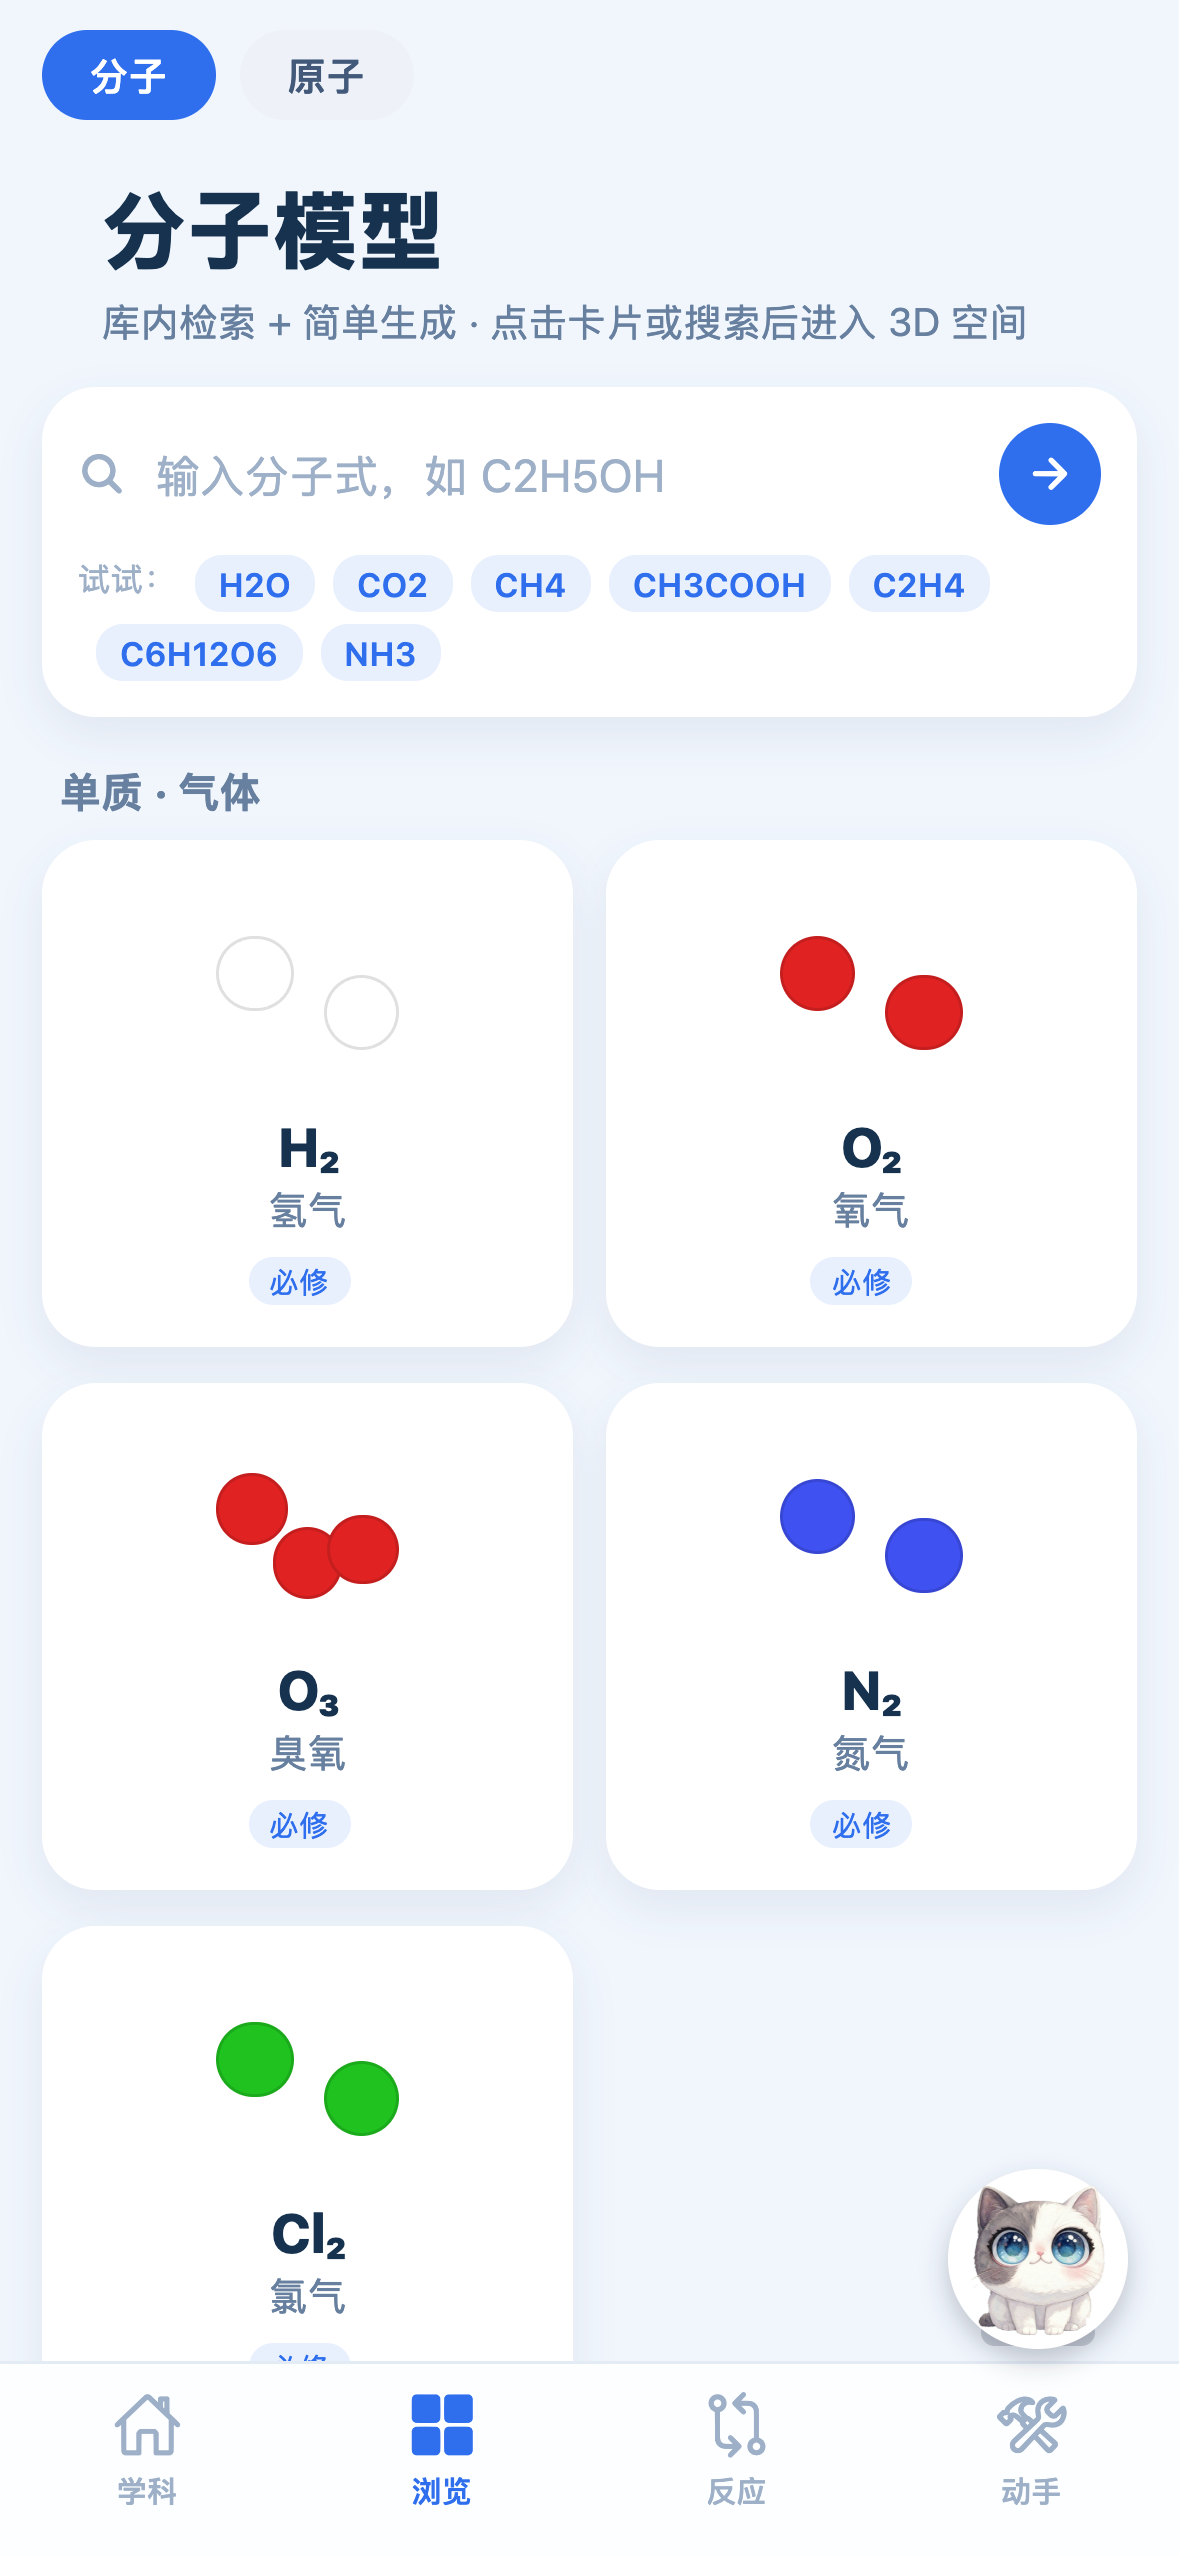 分子 原子
分子模型
库内检索 + 简单生成 · 点击卡片或搜索后进入 3D 空间
输入分子式，如 C2H5OH
试试： H2O CO2 CH4 CH3COOH C2H4
C6H12O6 NH3
单质 · 气体
H₂ O₂
氢气 氧气
必修 必修
O₃ N₂
臭氧 氮气
必修 必修
Cl₂
氯气
学科 浏览 反应 动手